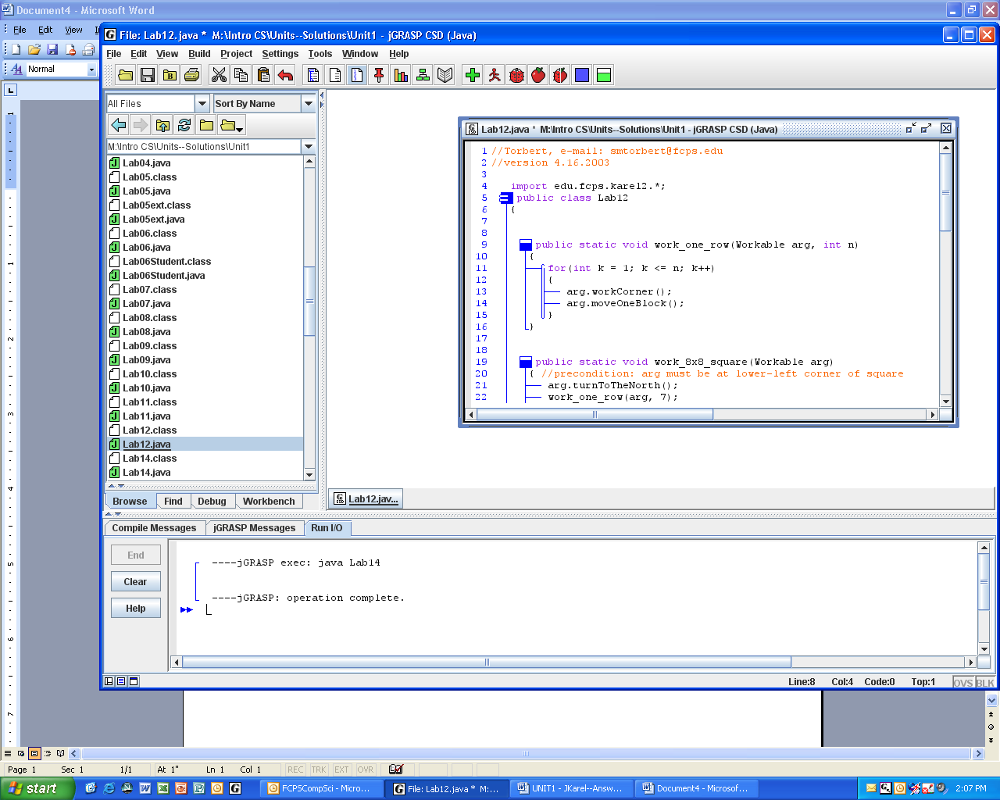 Document4 - Microsoft Word
File Edit View
Normal
File: Lab12.java * M:\Intro CS\Units--Solutions\Unit1 - jGRASP CSD (Java)
File Edit View Build Project Settings Tools Window Help
All Files
Sort By Name
M:\Intro CS\Units--Solutions\Unit1
Lab04.java
Lab05.class
Lab05.java
Lab05ext.class
Lab05ext.java
Lab06.class
Lab06.java
Lab06Student.class
Lab06Student.java
Lab07.class
Lab07.java
Lab08.class
Lab08.java
Lab09.class
Lab09.java
Lab10.class
Lab10.java
Lab11.class
Lab11.java
Lab12.class
Lab12.java
Lab14.class
Lab14.java
Browse Find Debug Workbench
Lab12.java * M:\Intro CS\Units--Solutions\Unit1 - jGRASP CSD (Java)
1 //Torbert, e-mail: smtorbert@fcps.edu
2 //version 4.16.2003
3
4 import edu.fcps.karel2.*;
5 public class Lab12
6 {
7
8
9 public static void work_one_row(Workable arg, int n)
10 {
11 for(int k = 1; k <= n; k++)
12 {
13 arg.workCorner();
14 arg.moveOneBlock();
15 }
16 }
17
18
19 public static void work_8x8_square(Workable arg)
20 { //precondition: arg must be at lower-left corner of square
21 arg.turnToTheNorth();
22 work_one_row(arg, 7);
Lab12.jav...
Compile Messages jGRASP Messages Run I/O
End
Clear
Help
----jGRASP exec: java Lab14
----jGRASP: operation complete.
Line:8 Col:4 Code:0 Top:1 OVS BLK
Page 1 Sec 1 1/1 At 1" Ln 1 Col 1 REC TRK EXT OVR
start
FCPSCompSci - Micro...
File: Lab12.java * M:...
UNIT1 - JKarel--Answ...
Document4 - Microsof...
2:07 PM